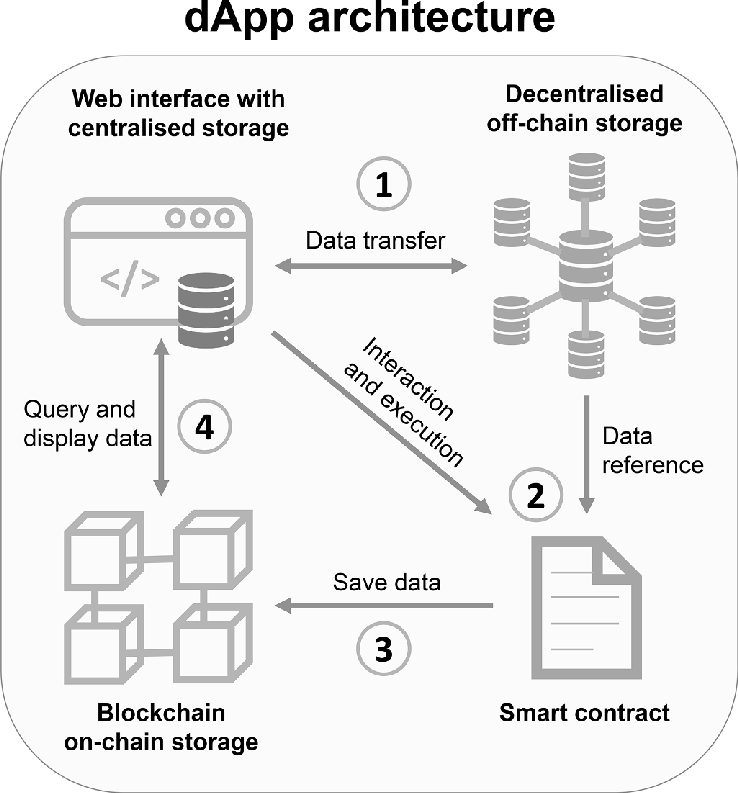 dApp architecture
Web interface with
centralised storage
Decentralised
off-chain storage
1
Data transfer
</>
Interaction
and execution
Query and
display data
4
Data
reference
2
Save data
3
Blockchain
on-chain storage
Smart contract